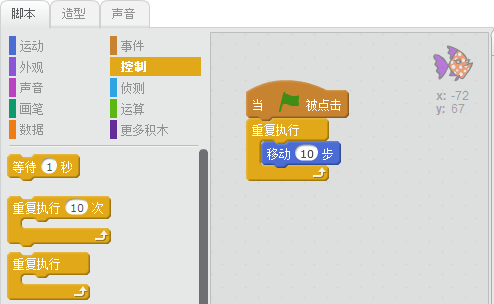 脚本 造型 声音
运动 事件
外观 控制
声音 侦测
画笔 运算
数据 更多积木
等待 1 秒
重复执行 10 次
重复执行
当 被点击
重复执行
移动 10 步
x: -72
y: 67